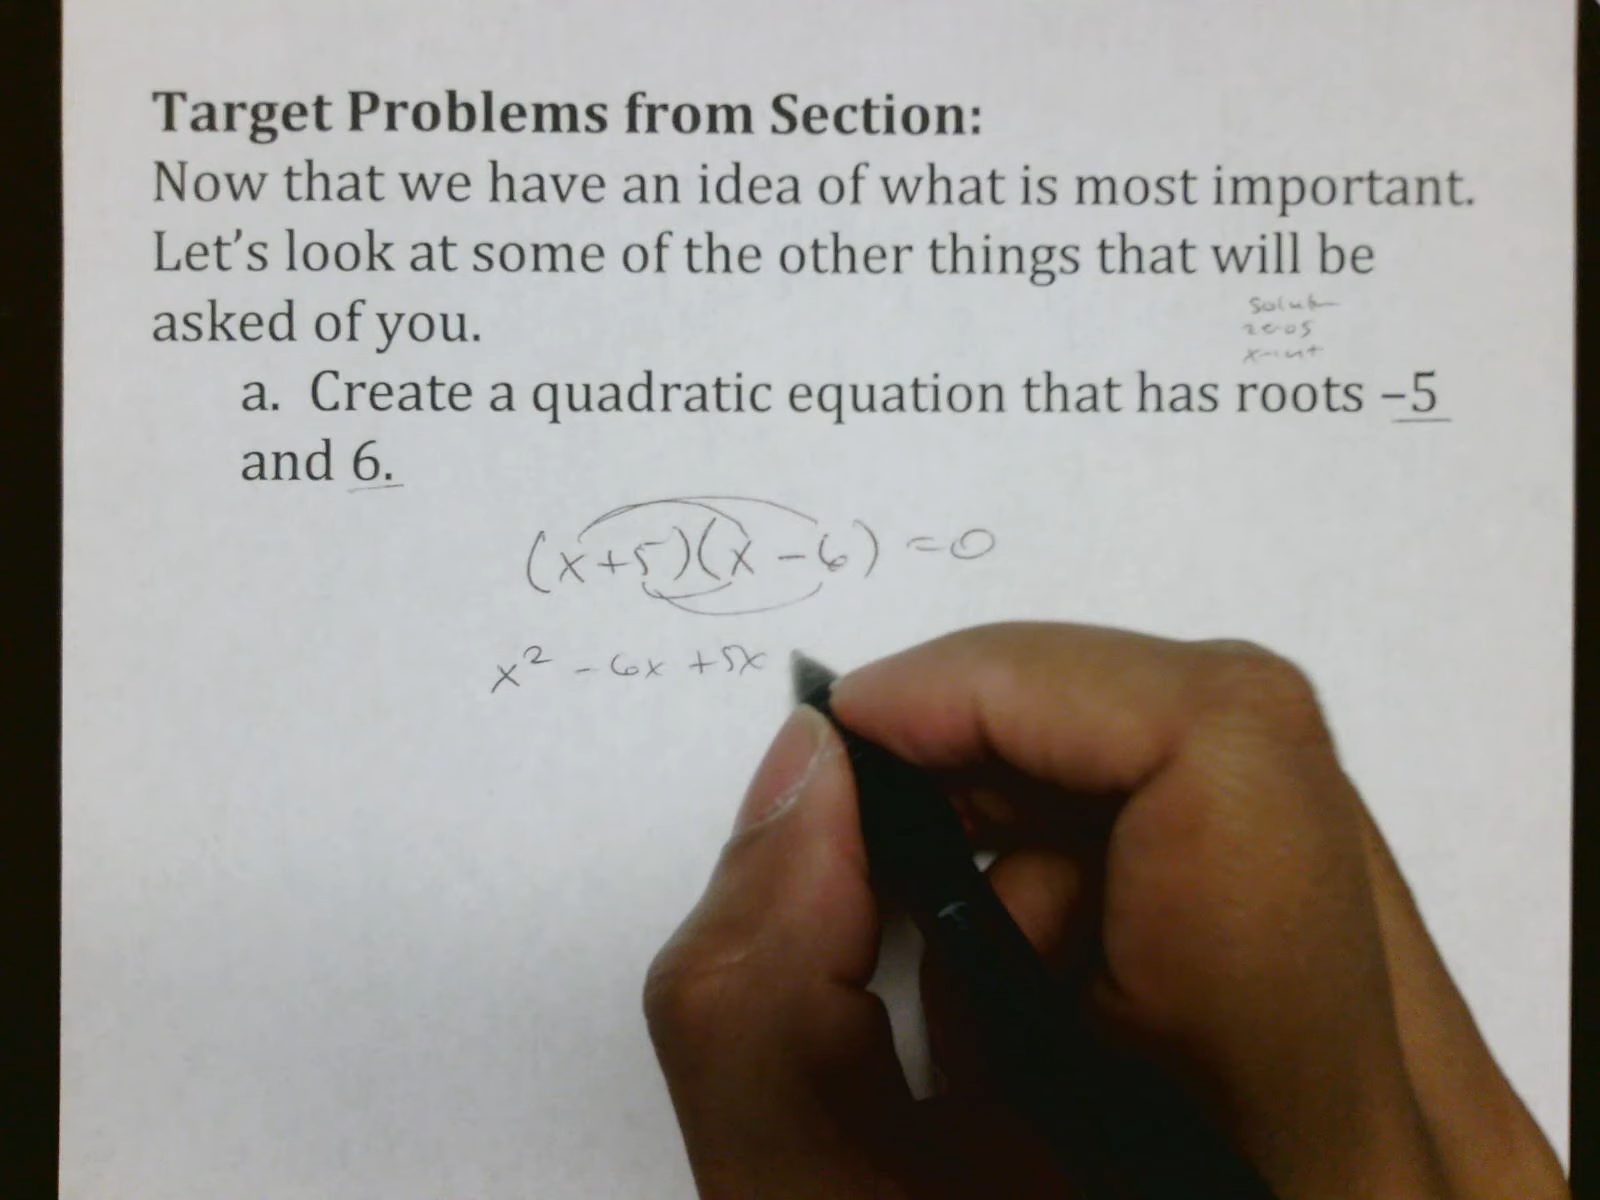 Target Problems from Section:
Now that we have an idea of what is most important.
Let's look at some of the other things that will be
asked of you.
x-int
a. Create a quadratic equation that has roots –5
and 6.
(x+5)(x-6)=0
x² - 6x +5x